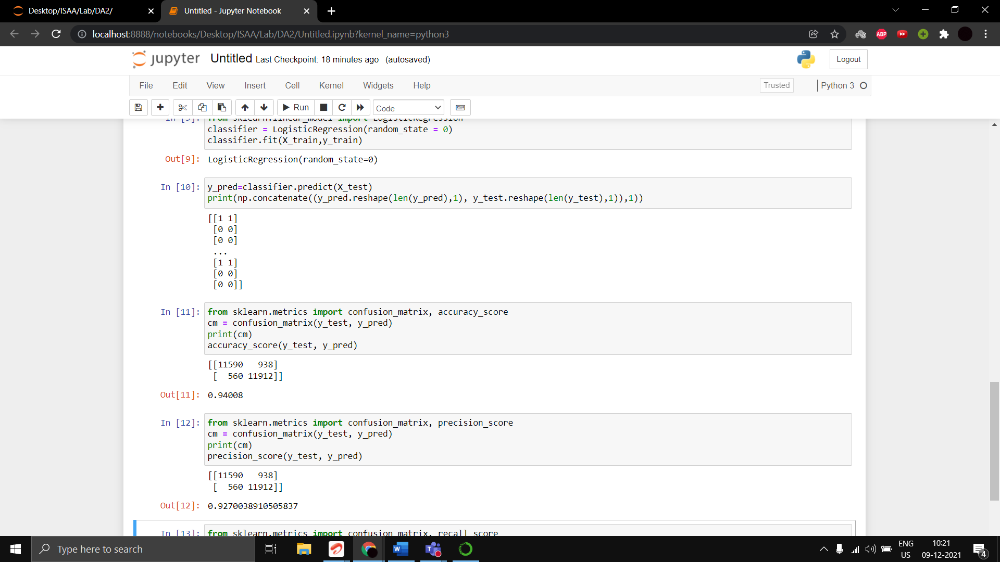 Desktop/ISAA/Lab/DA2/
Untitled - Jupyter Notebook
localhost:8888/notebooks/Desktop/ISAA/Lab/DA2/Untitled.ipynb?kernel_name=python3
ABP
jupyter Untitled Last Checkpoint: 18 minutes ago (autosaved)
Logout
File Edit View Insert Cell Kernel Widgets Help
Trusted
Python 3
Run
Code
In [9]: from sklearn.linear_model import LogisticRegression
classifier = LogisticRegression(random_state = 0)
classifier.fit(X_train,y_train)
Out[9]: LogisticRegression(random_state=0)
In [10]: y_pred=classifier.predict(X_test)
print(np.concatenate((y_pred.reshape(len(y_pred),1), y_test.reshape(len(y_test),1)),1))
[[1 1]
[0 0]
[0 0]
...
[1 1]
[0 0]
[0 0]]
In [11]: from sklearn.metrics import confusion_matrix, accuracy_score
cm = confusion_matrix(y_test, y_pred)
print(cm)
accuracy_score(y_test, y_pred)
[[11590 938]
[ 560 11912]]
Out[11]: 0.94008
In [12]: from sklearn.metrics import confusion_matrix, precision_score
cm = confusion_matrix(y_test, y_pred)
print(cm)
precision_score(y_test, y_pred)
[[11590 938]
[ 560 11912]]
Out[12]: 0.9270038910505837
In [13]: from sklearn.metrics import confusion_matrix, recall_score
Type here to search
W
T
ENG
US
10:21
09-12-2021
4